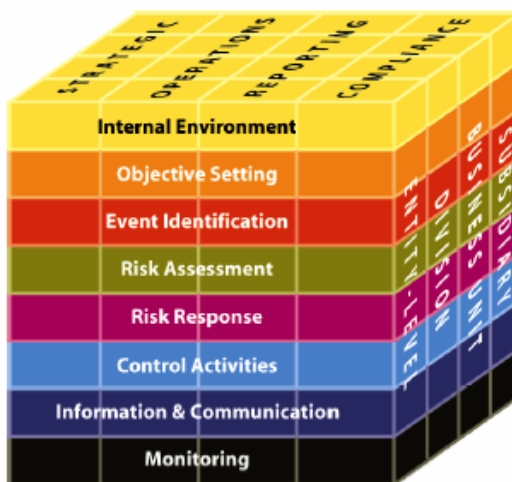 STRATEGIC
OPERATIONS
REPORTING
COMPLIANCE
Internal Environment
Objective Setting
Event Identification
Risk Assessment
Risk Response
Control Activities
Information & Communication
Monitoring
ENTITY-LEVEL
DIVISION
BUSINESS UNIT
SUBSIDIARY